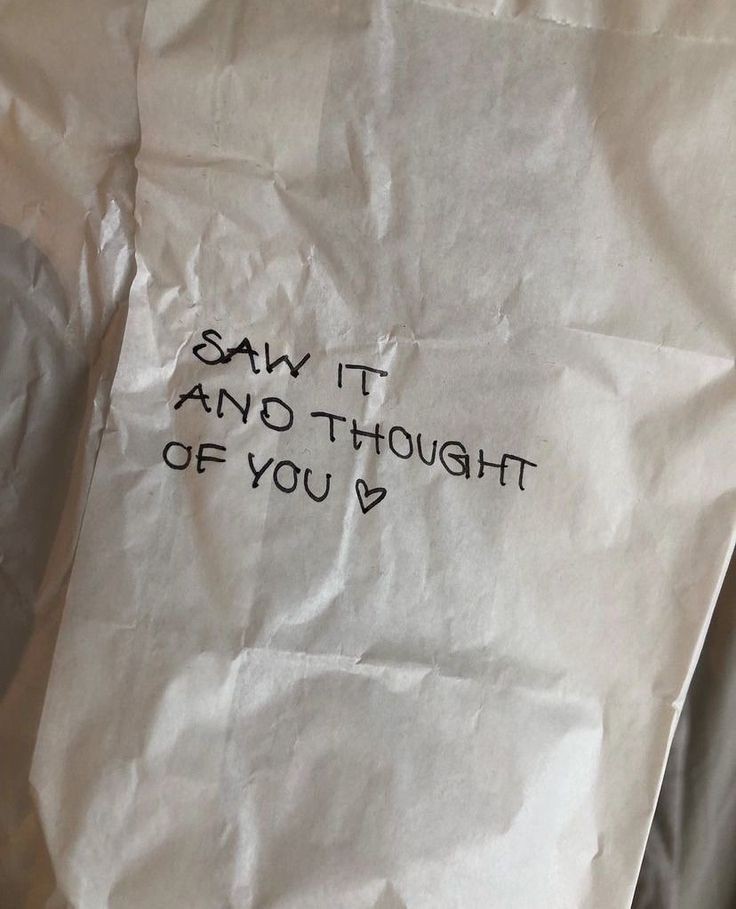 SAW IT
AND THOUGHT
OF YOU ♡